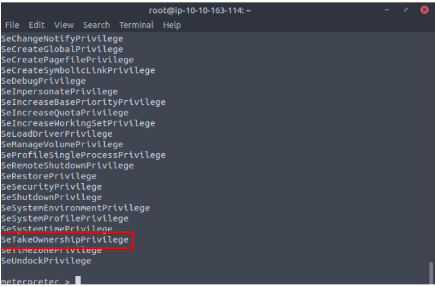 root@ip-10-10-163-114: ~
File Edit View Search Terminal Help
SeChangeNotifyPrivilege
SeCreateGlobalPrivilege
SeCreatePagefilePrivilege
SeCreateSymbolicLinkPrivilege
SeDebugPrivilege
SeImpersonatePrivilege
SeIncreaseBasePriorityPrivilege
SeIncreaseQuotaPrivilege
SeIncreaseWorkingSetPrivilege
SeLoadDriverPrivilege
SeManageVolumePrivilege
SeProfileSingleProcessPrivilege
SeRemoteShutdownPrivilege
SeRestorePrivilege
SeSecurityPrivilege
SeShutdownPrivilege
SeSystemEnvironmentPrivilege
SeSystemProfilePrivilege
SeSystemtimePrivilege
SeTakeOwnershipPrivilege
SeTimeZonePrivilege
SeUndockPrivilege
meterpreter >